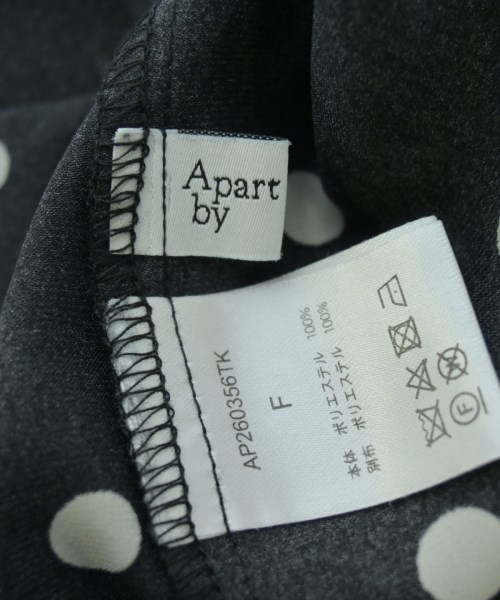 Apart
by
AP260356TK
F
本体 ポリエステル 100%
別布 ポリエステル 100%
F